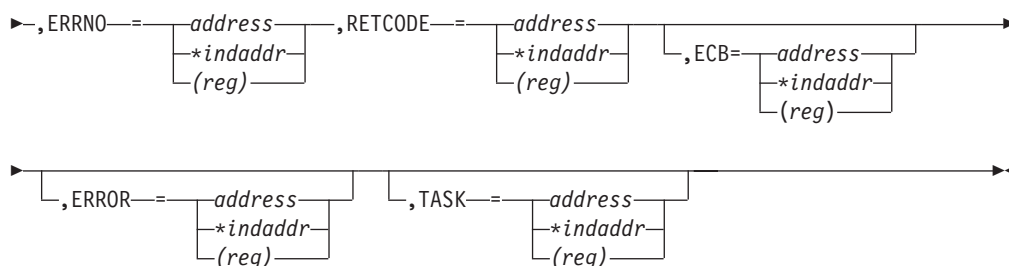 ,ERRNO = address ,RETCODE = address ,ECB= address
*indaddr *indaddr *indaddr
(reg) (reg) (reg)
,ERROR = address ,TASK = address
*indaddr *indaddr
(reg) (reg)